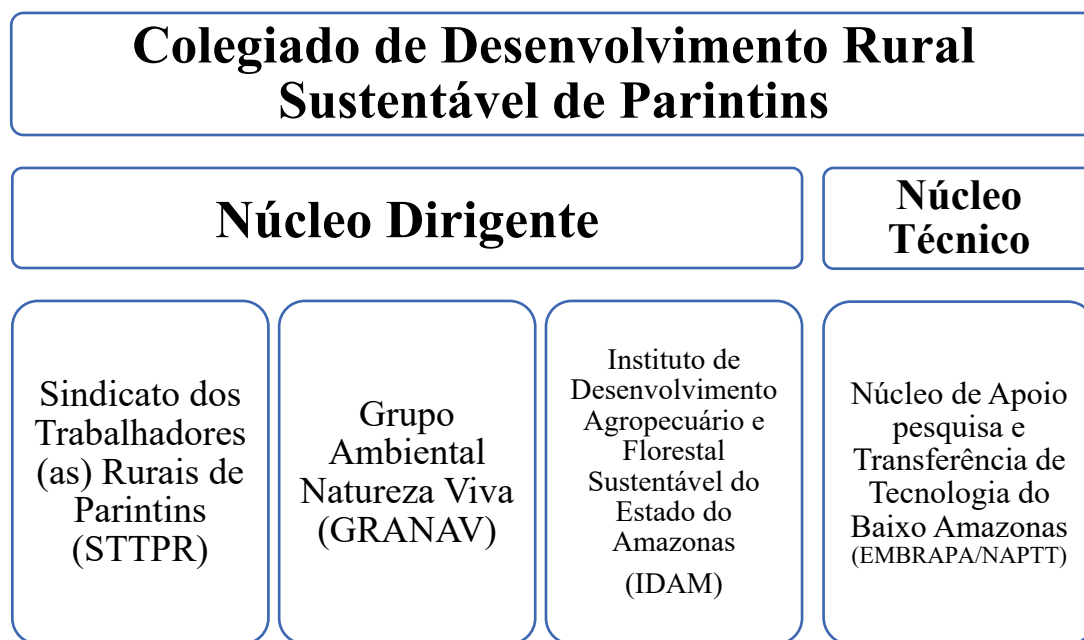 Colegiado de Desenvolvimento Rural
Sustentável de Parintins
Núcleo Dirigente
Núcleo
Técnico
Sindicato dos
Trabalhadores
(as) Rurais de
Parintins
(STTPR)
Grupo
Ambiental
Natureza Viva
(GRANAV)
Instituto de
Desenvolvimento
Agropecuário e
Florestal
Sustentável do
Estado do
Amazonas
(IDAM)
Núcleo de Apoio
pesquisa e
Transferência de
Tecnologia do
Baixo Amazonas
(EMBRAPA/NAPTT)